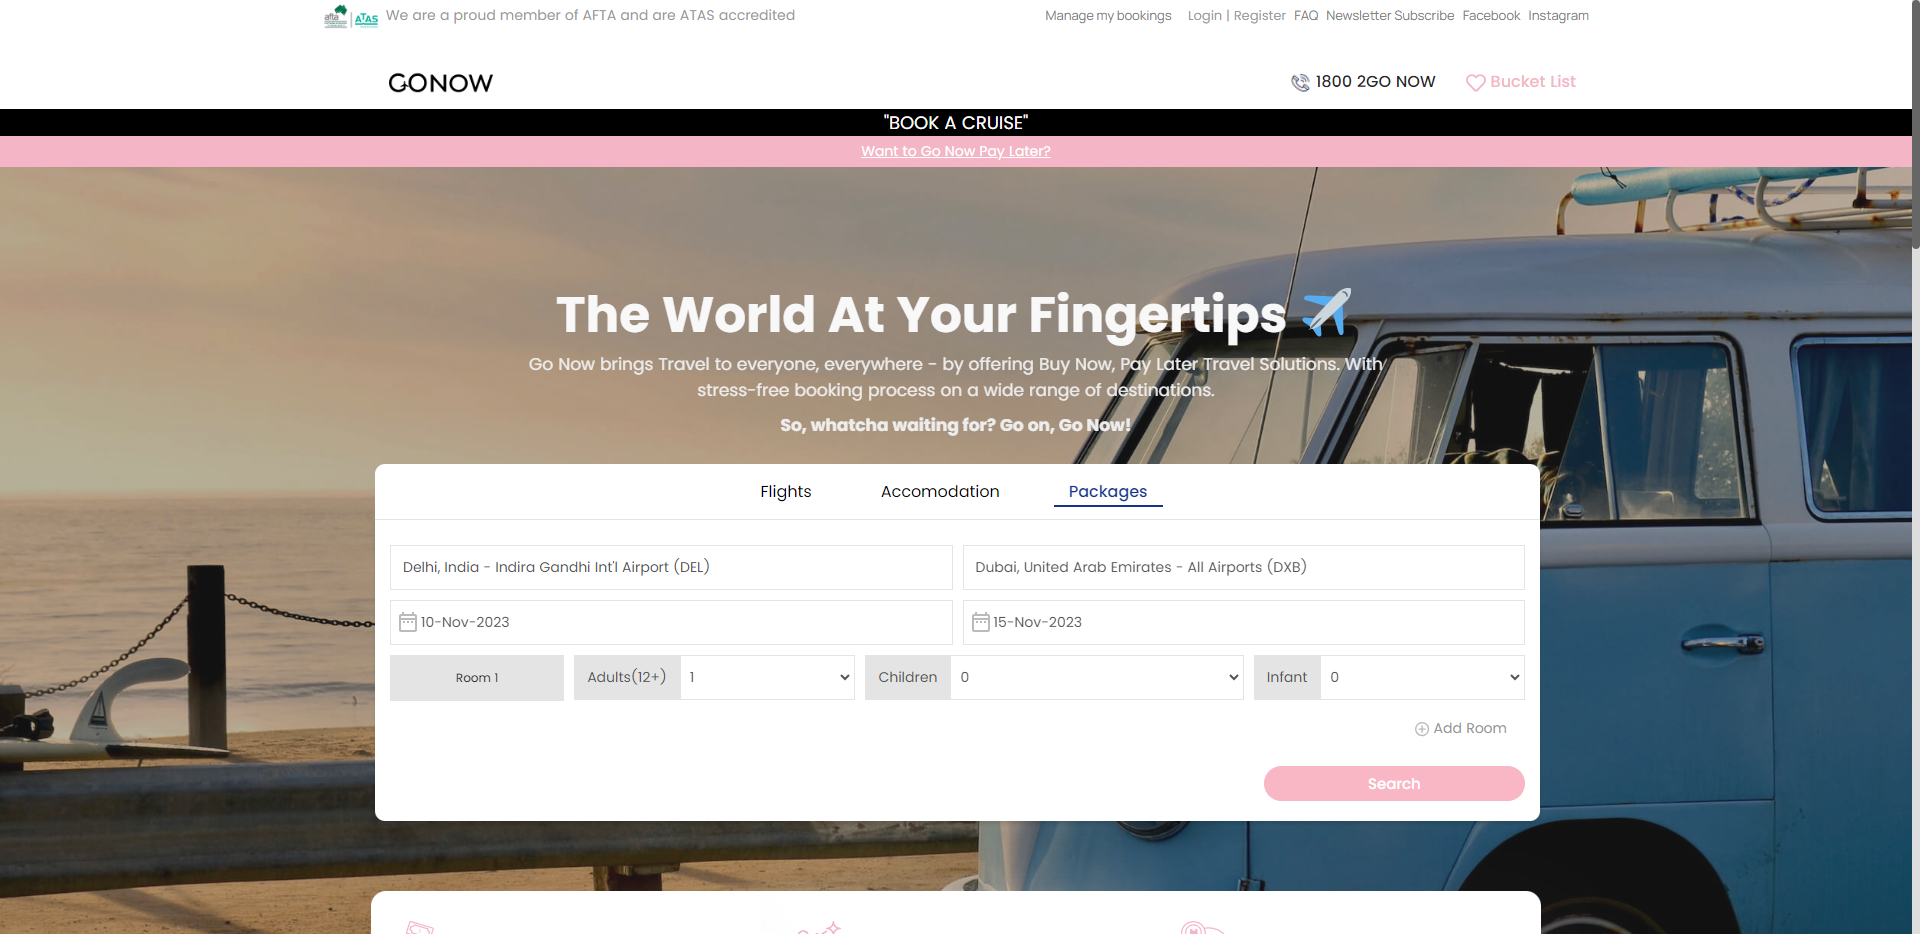 afta ATAS We are a proud member of AFTA and are ATAS accredited
Manage my bookings Login | Register FAQ Newsletter Subscribe Facebook Instagram
GONOW
1800 2GO NOW Bucket List
"BOOK A CRUISE"
Want to Go Now Pay Later?
The World At Your Fingertips
Go Now brings Travel to everyone, everywhere - by offering Buy Now, Pay Later Travel Solutions. With
stress-free booking process on a wide range of destinations.
So, whatcha waiting for? Go on, Go Now!
Flights Accomodation Packages
Delhi, India - Indira Gandhi Int'l Airport (DEL) Dubai, United Arab Emirates - All Airports (DXB)
10-Nov-2023 15-Nov-2023
Room 1 Adults(12+) 1 Children 0 Infant 0
Add Room
Search